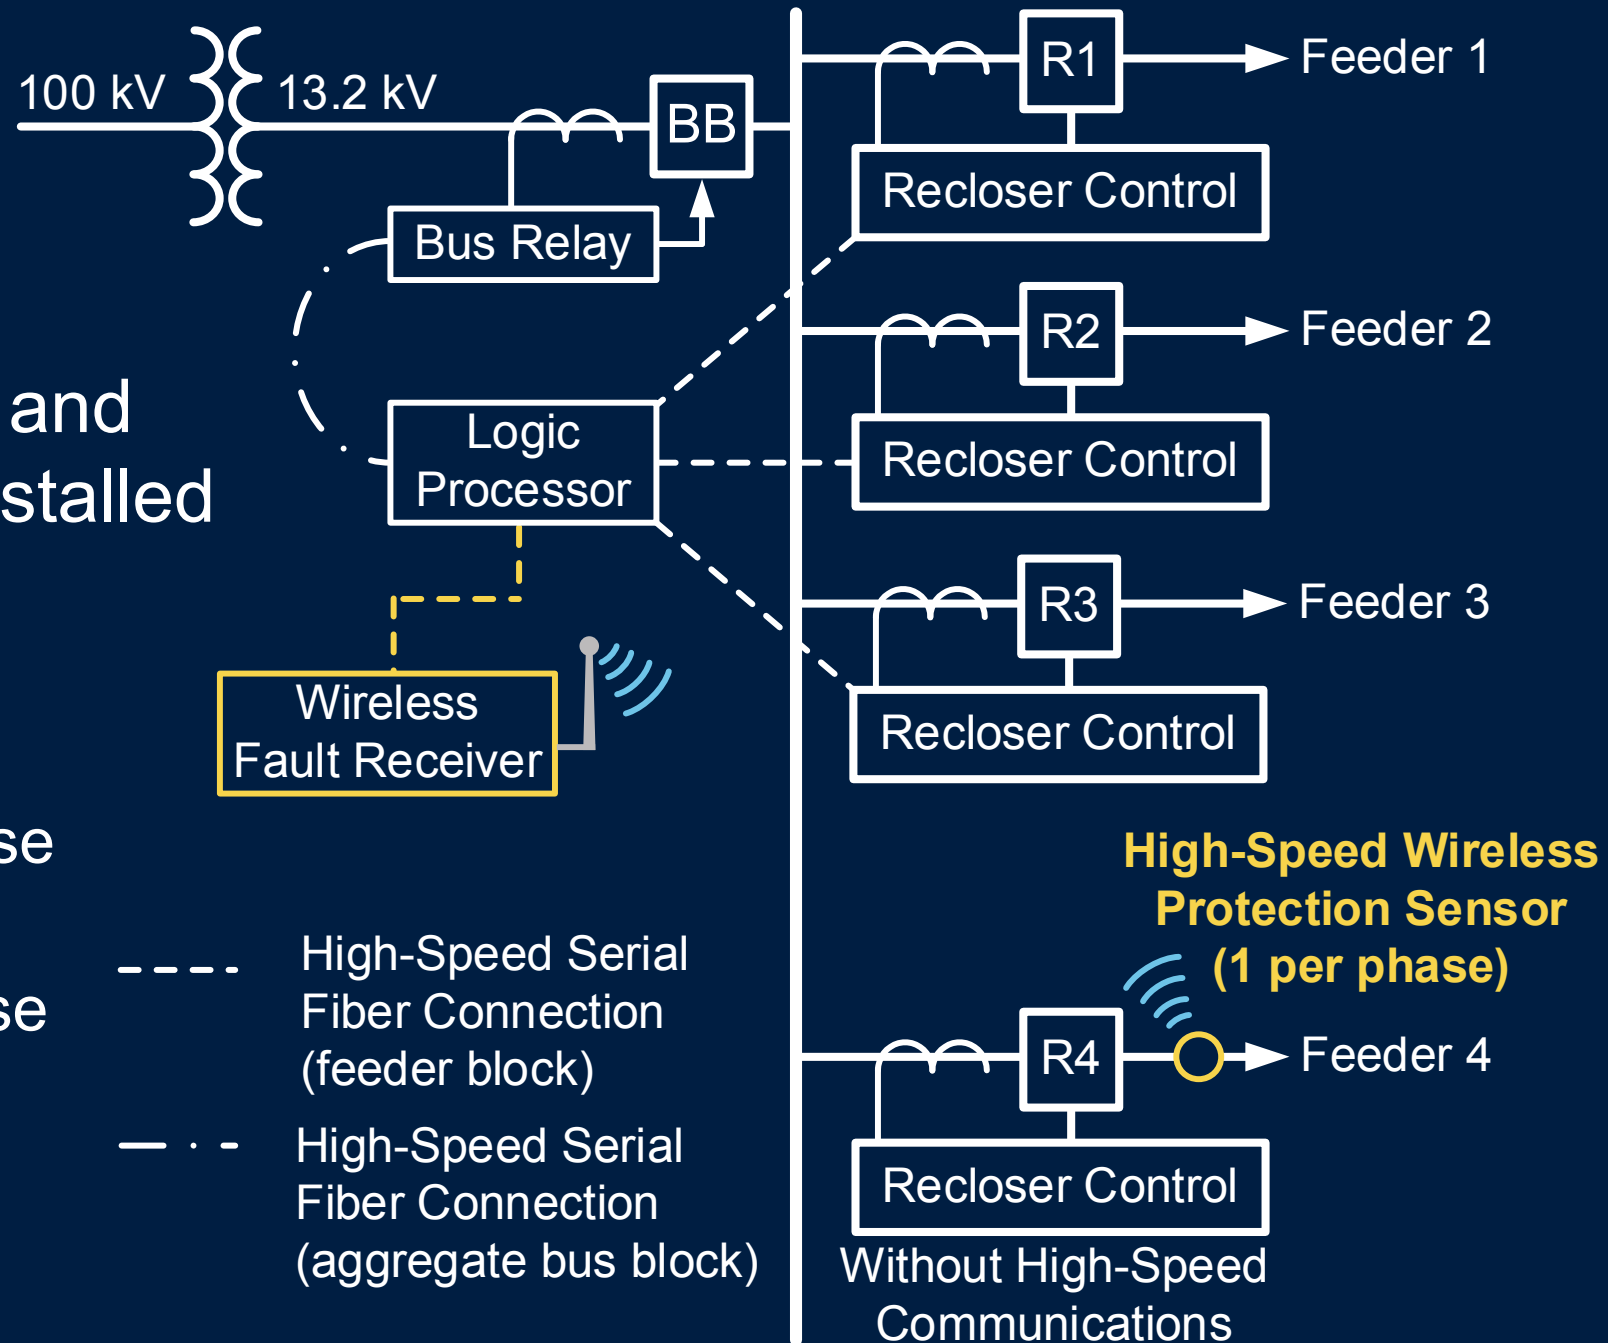 100 kV
13.2 kV
BB
Bus Relay
R1
Feeder 1
Recloser Control
R2
Feeder 2
Recloser Control
and
stalled
Logic
Processor
R3
Feeder 3
Recloser Control
Wireless
Fault Receiver
se
se
High-Speed Wireless
Protection Sensor
(1 per phase)
High-Speed Serial
Fiber Connection
(feeder block)
High-Speed Serial
Fiber Connection
(aggregate bus block)
R4
Feeder 4
Recloser Control
Without High-Speed
Communications